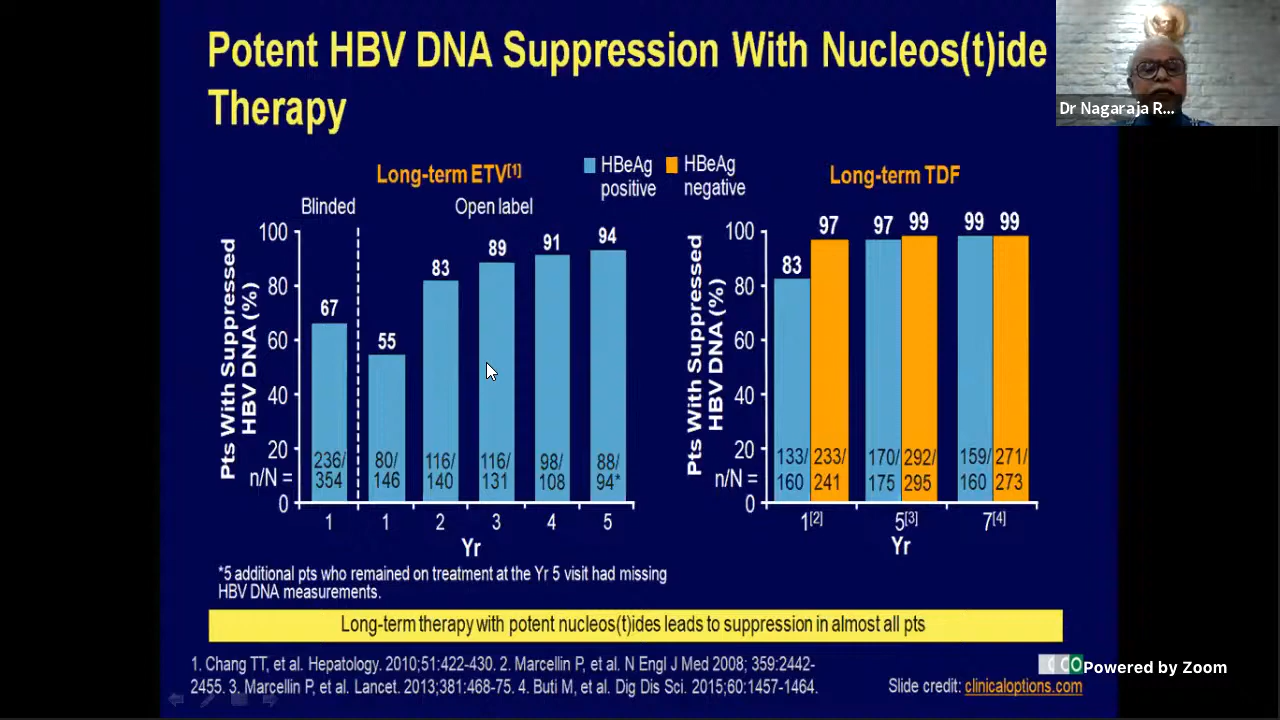 Potent HBV DNA Suppression With Nucleos(t)ide
Therapy
Dr Nagaraja R...
Long-term ETV[1]
HBeAg
positive
HBeAg
negative
Long-term TDF
Blinded
Open label
Pts With Suppressed
HBV DNA (%)
100
80
60
40
20
0
n/N =
67
55
83
89
91
94
236/
354
80/
146
116/
140
116/
131
98/
108
88/
94*
1 1 2 3 4 5
Yr
Pts With Suppressed
HBV DNA (%)
100
80
60
40
20
0
n/N =
83
97
97
99
99
99
133/
160
233/
241
170/
175
292/
295
159/
160
271/
273
1[2] 5[3] 7[4]
Yr
*5 additional pts who remained on treatment at the Yr 5 visit had missing
HBV DNA measurements.
Long-term therapy with potent nucleos(t)ides leads to suppression in almost all pts
1. Chang TT, et al. Hepatology. 2010;51:422-430. 2. Marcellin P, et al. N Engl J Med 2008; 359:2442-
2455. 3. Marcellin P, et al. Lancet. 2013;381:468-75. 4. Buti M, et al. Dig Dis Sci. 2015;60:1457-1464.
Slide credit: clinicaloptions.com
CCO
Powered by Zoom